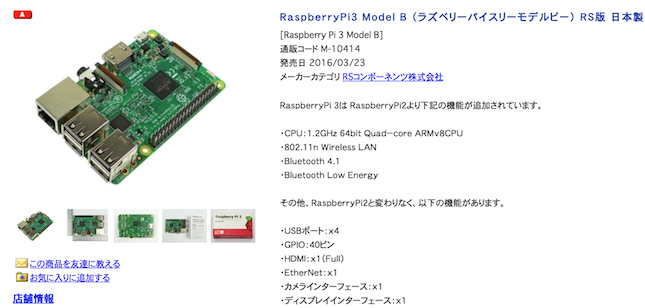 A
RaspberryPi3 Model B (ラズベリーパイスリーモデルビー) RS版 日本製
[Raspberry Pi 3 Model B]
通販コード M-10414
発売日 2016/03/23
メーカーカテゴリ RSコンポーネンツ株式会社
RaspberryPi 3は RaspberryPi2より下記の機能が追加されています。
・CPU：1.2GHz 64bit Quad－core ARMv8CPU
・802.11n Wireless LAN
・Bluetooth 4.1
・Bluetooth Low Energy
その他、RaspberryPi2と変わりなく、以下の機能があります。
・USBポート：x4
・GPIO：40ピン
・HDMI：x1(Full)
・EtherNet：x1
・カメラインターフェース：x1
・ディスプレイインターフェース：x1
Raspberry Pi 3
この商品を友達に教える
お気に入りに追加する
店舗情報